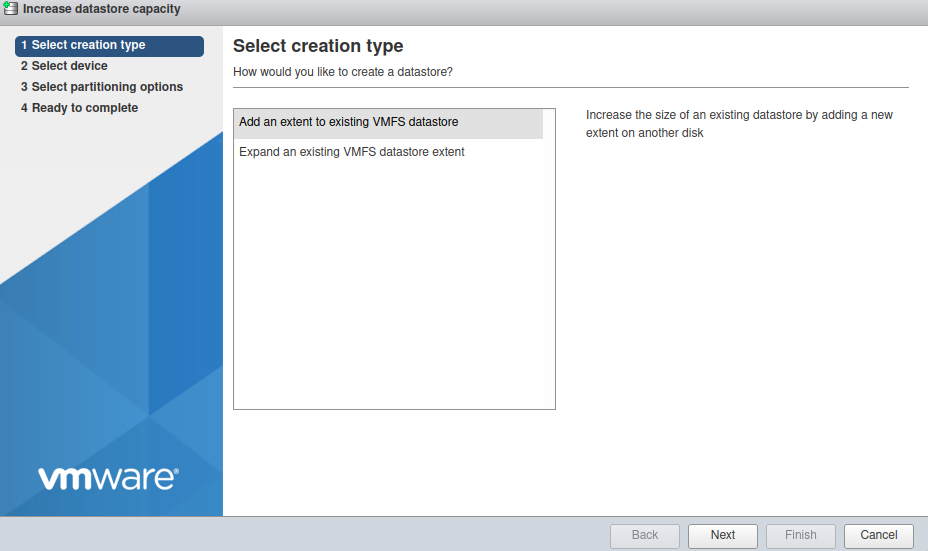 Increase datastore capacity
1 Select creation type
2 Select device
3 Select partitioning options
4 Ready to complete
vmware®
Select creation type
How would you like to create a datastore?
Add an extent to existing VMFS datastore
Expand an existing VMFS datastore extent
Increase the size of an existing datastore by adding a new
extent on another disk
Back
Next
Finish
Cancel